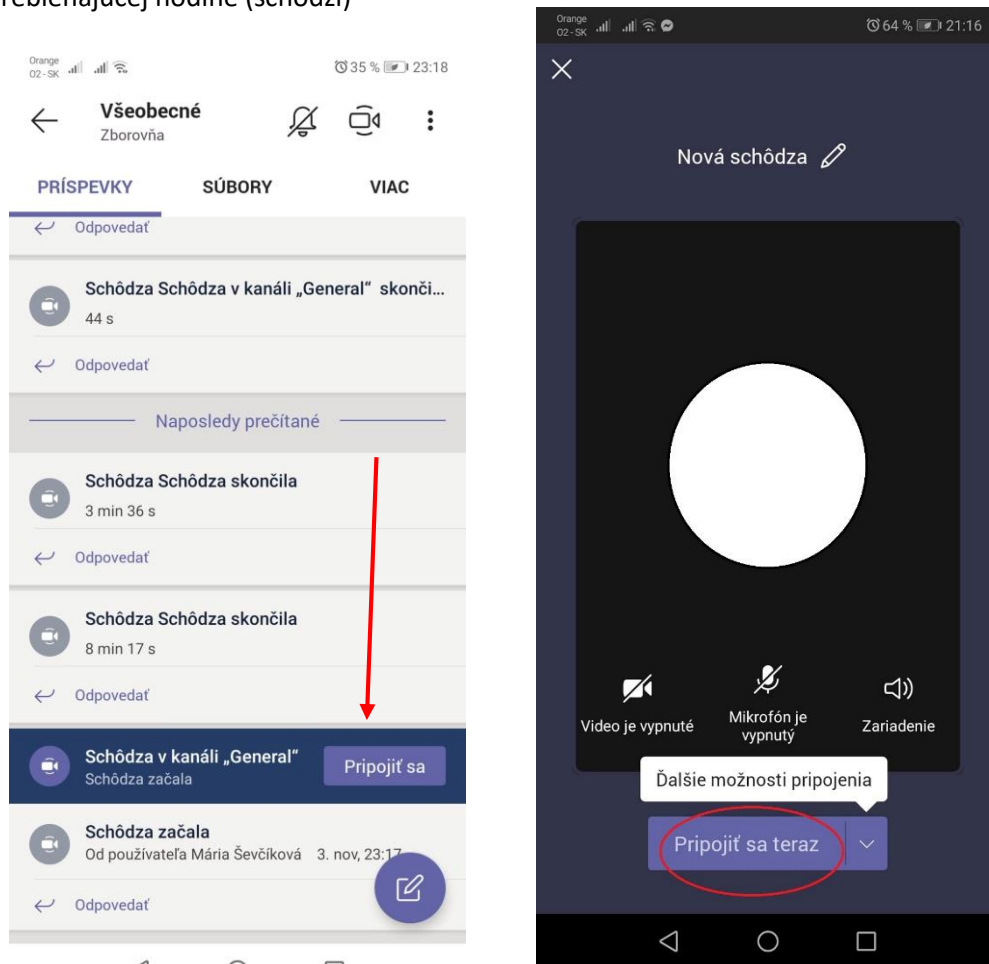 prebiehajúcej hodine (schôdzi)
Orange
O2-SK
35 % 23:18
Všeobecné
Zborovňa
PRÍSPEVKY SÚBORY VIAC
Odpovedať
Schôdza Schôdza v kanáli „General“ skonči...
44 s
Odpovedať
Naposledy prečítané
Schôdza Schôdza skončila
3 min 36 s
Odpovedať
Schôdza Schôdza skončila
8 min 17 s
Odpovedať
Schôdza v kanáli „General“
Schôdza začala
Pripojiť sa
Schôdza začala
Od používateľa Mária Ševčíková 3. nov, 23:17
Odpovedať
Orange
O2-SK
64 % 21:16
Nová schôdza
Video je vypnuté
Mikrofón je
vypnutý
Zariadenie
Ďalšie možnosti pripojenia
Pripojiť sa teraz